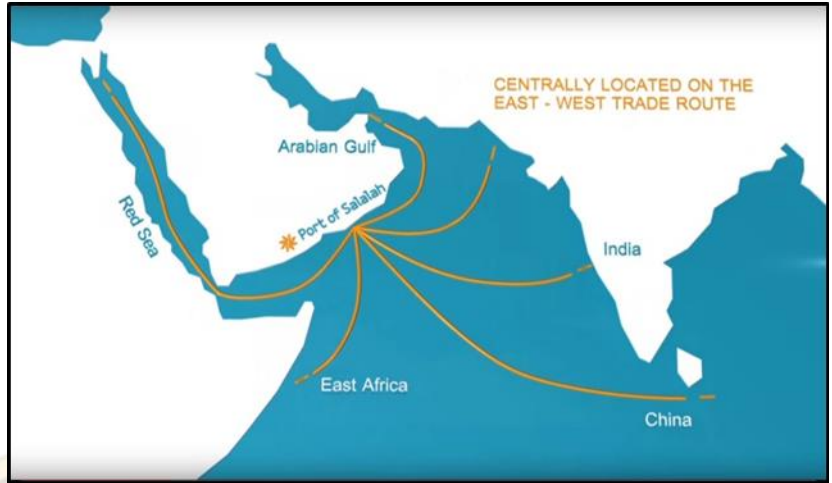 CENTRALLY LOCATED ON THE
EAST - WEST TRADE ROUTE
Arabian Gulf
Port of Salalah
Red Sea
India
East Africa
China